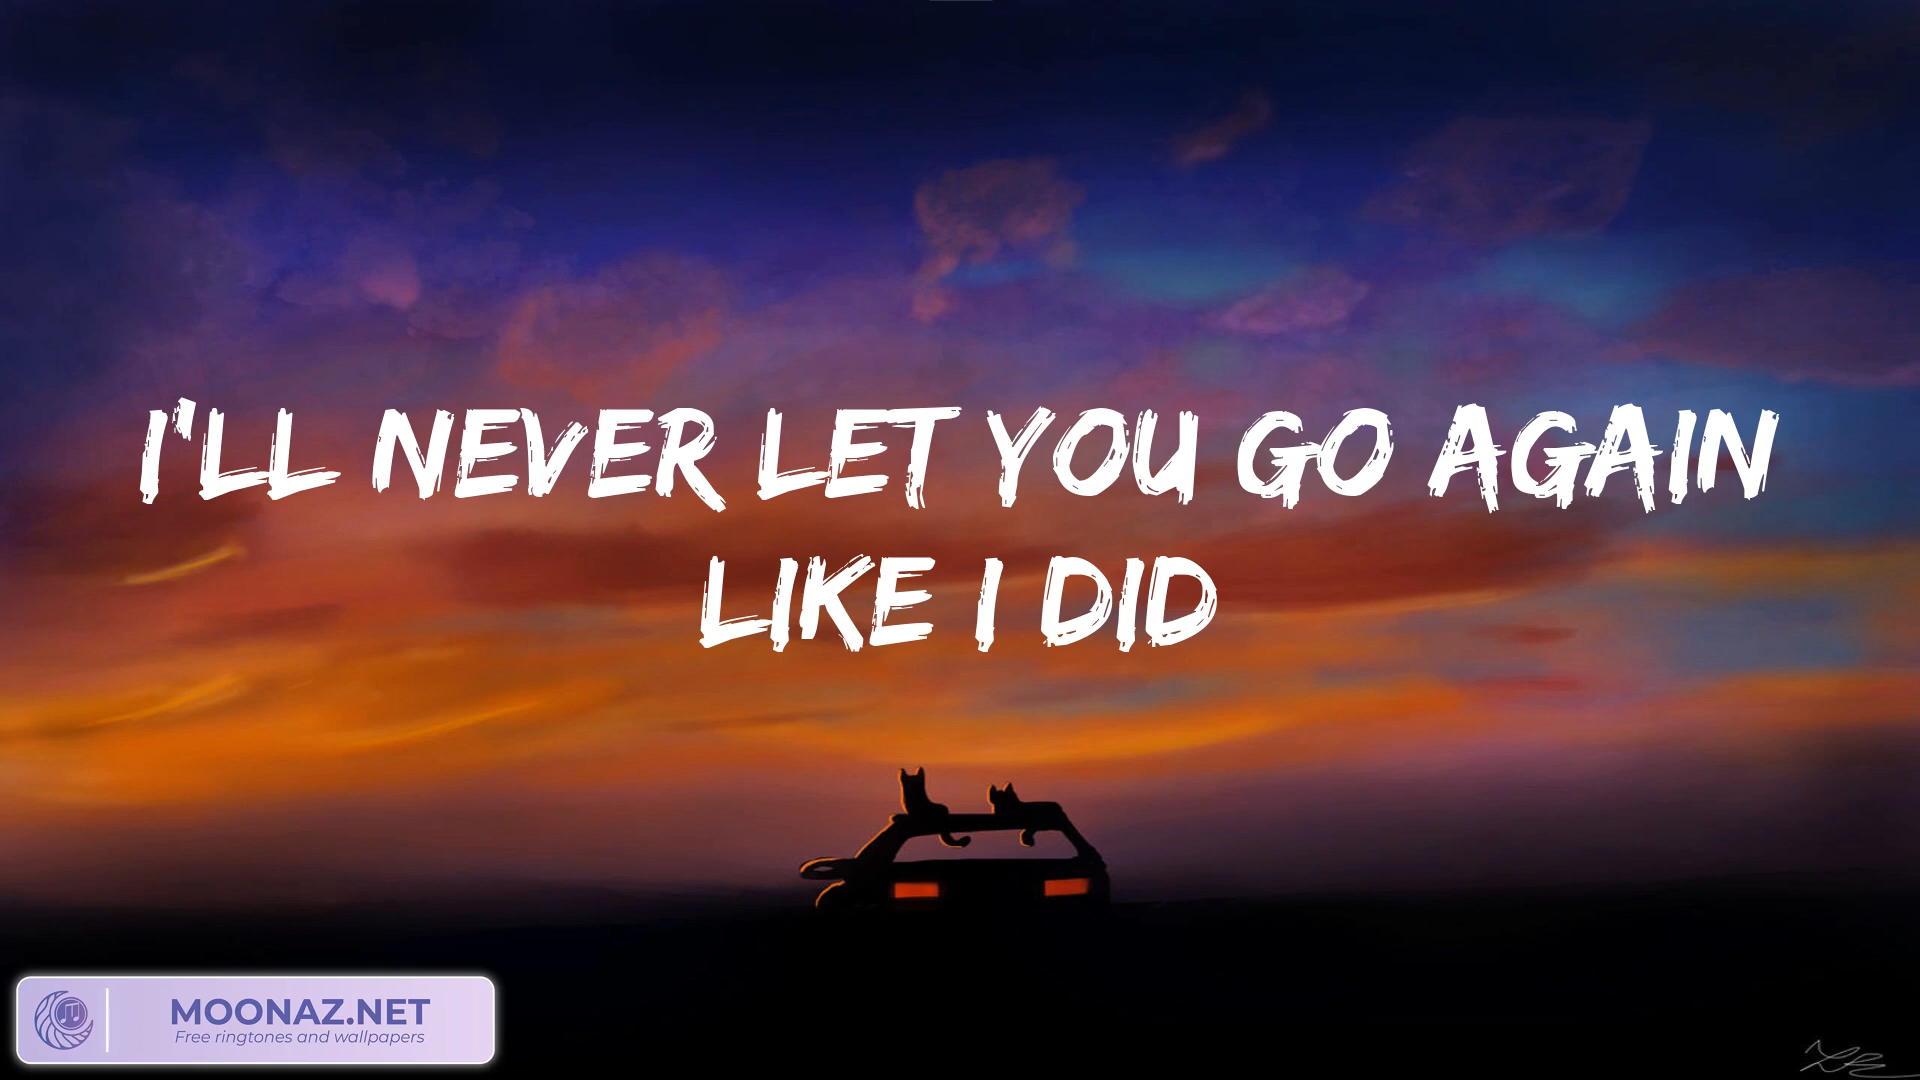 I'LL NEVER LET YOU GO AGAIN
LIKE I DID
MOONAZ.NET
Free ringtones and wallpapers